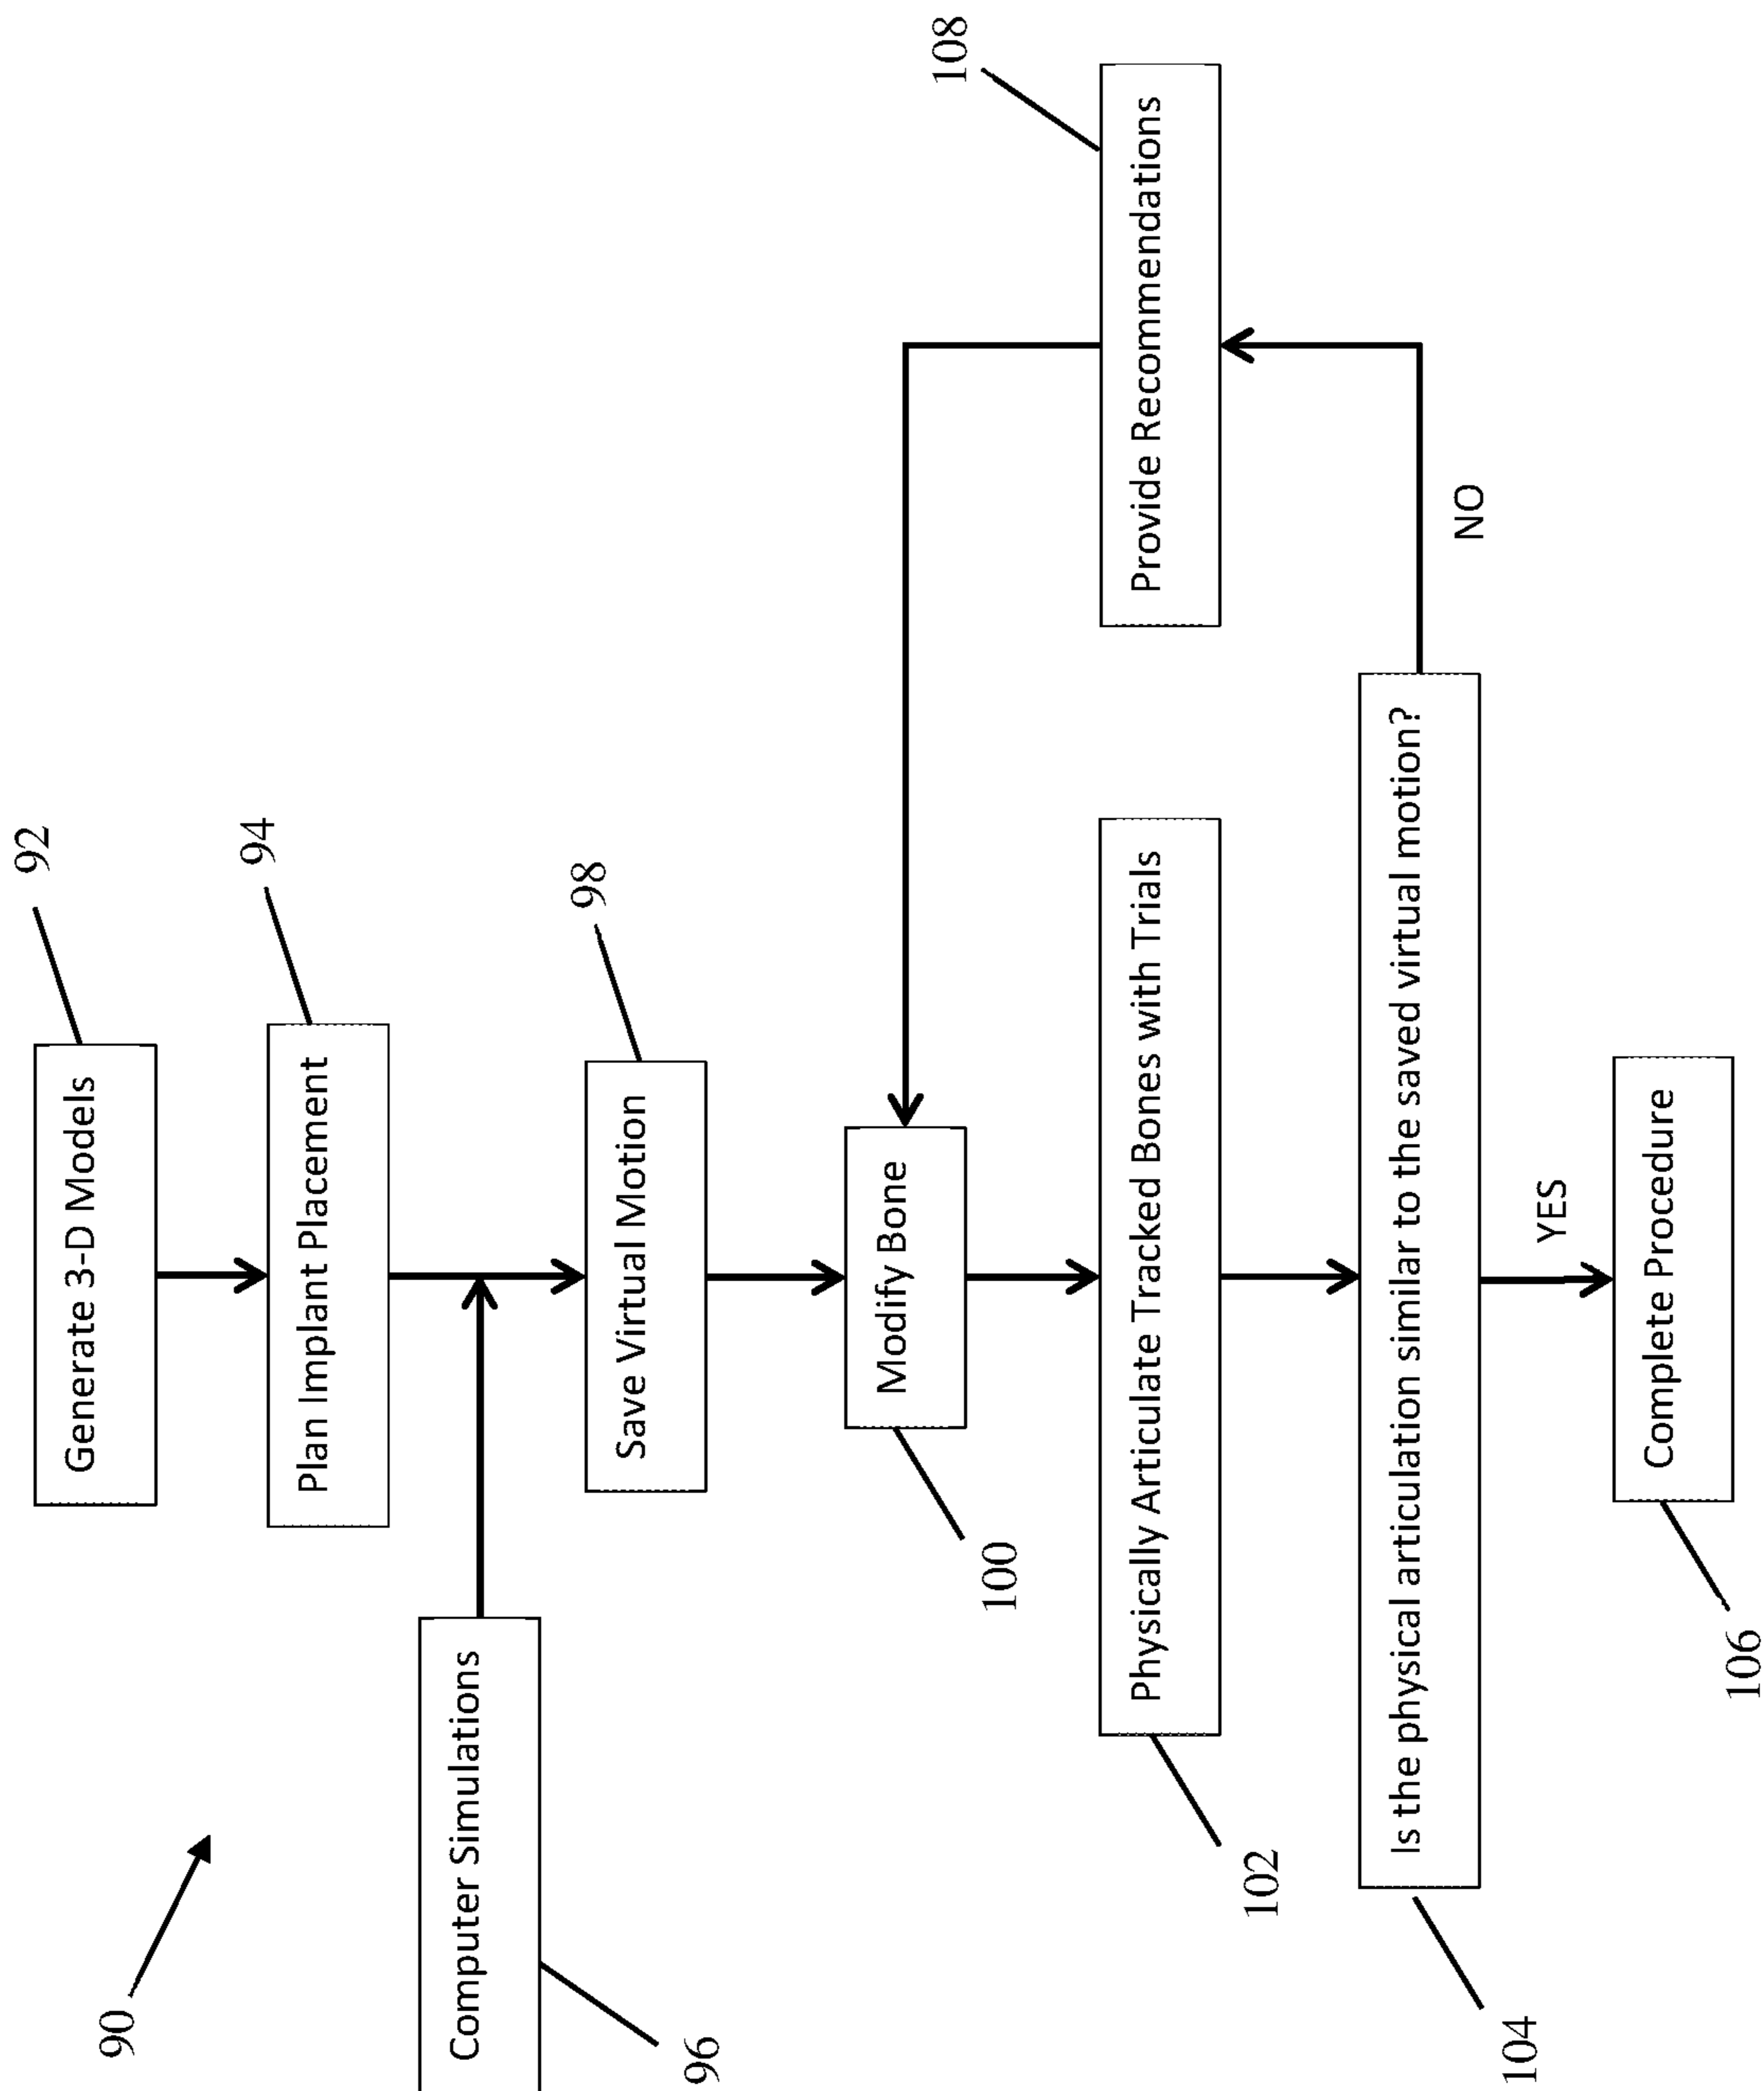 90
Generate 3-D Models
92
Plan Implant Placement
94
Computer Simulations
96
Save Virtual Motion
98
Modify Bone
100
Physically Articulate Tracked Bones with Trials
102
Provide Recommendations
108
Is the physical articulation similar to the saved virtual motion?
104
NO
YES
Complete Procedure
106